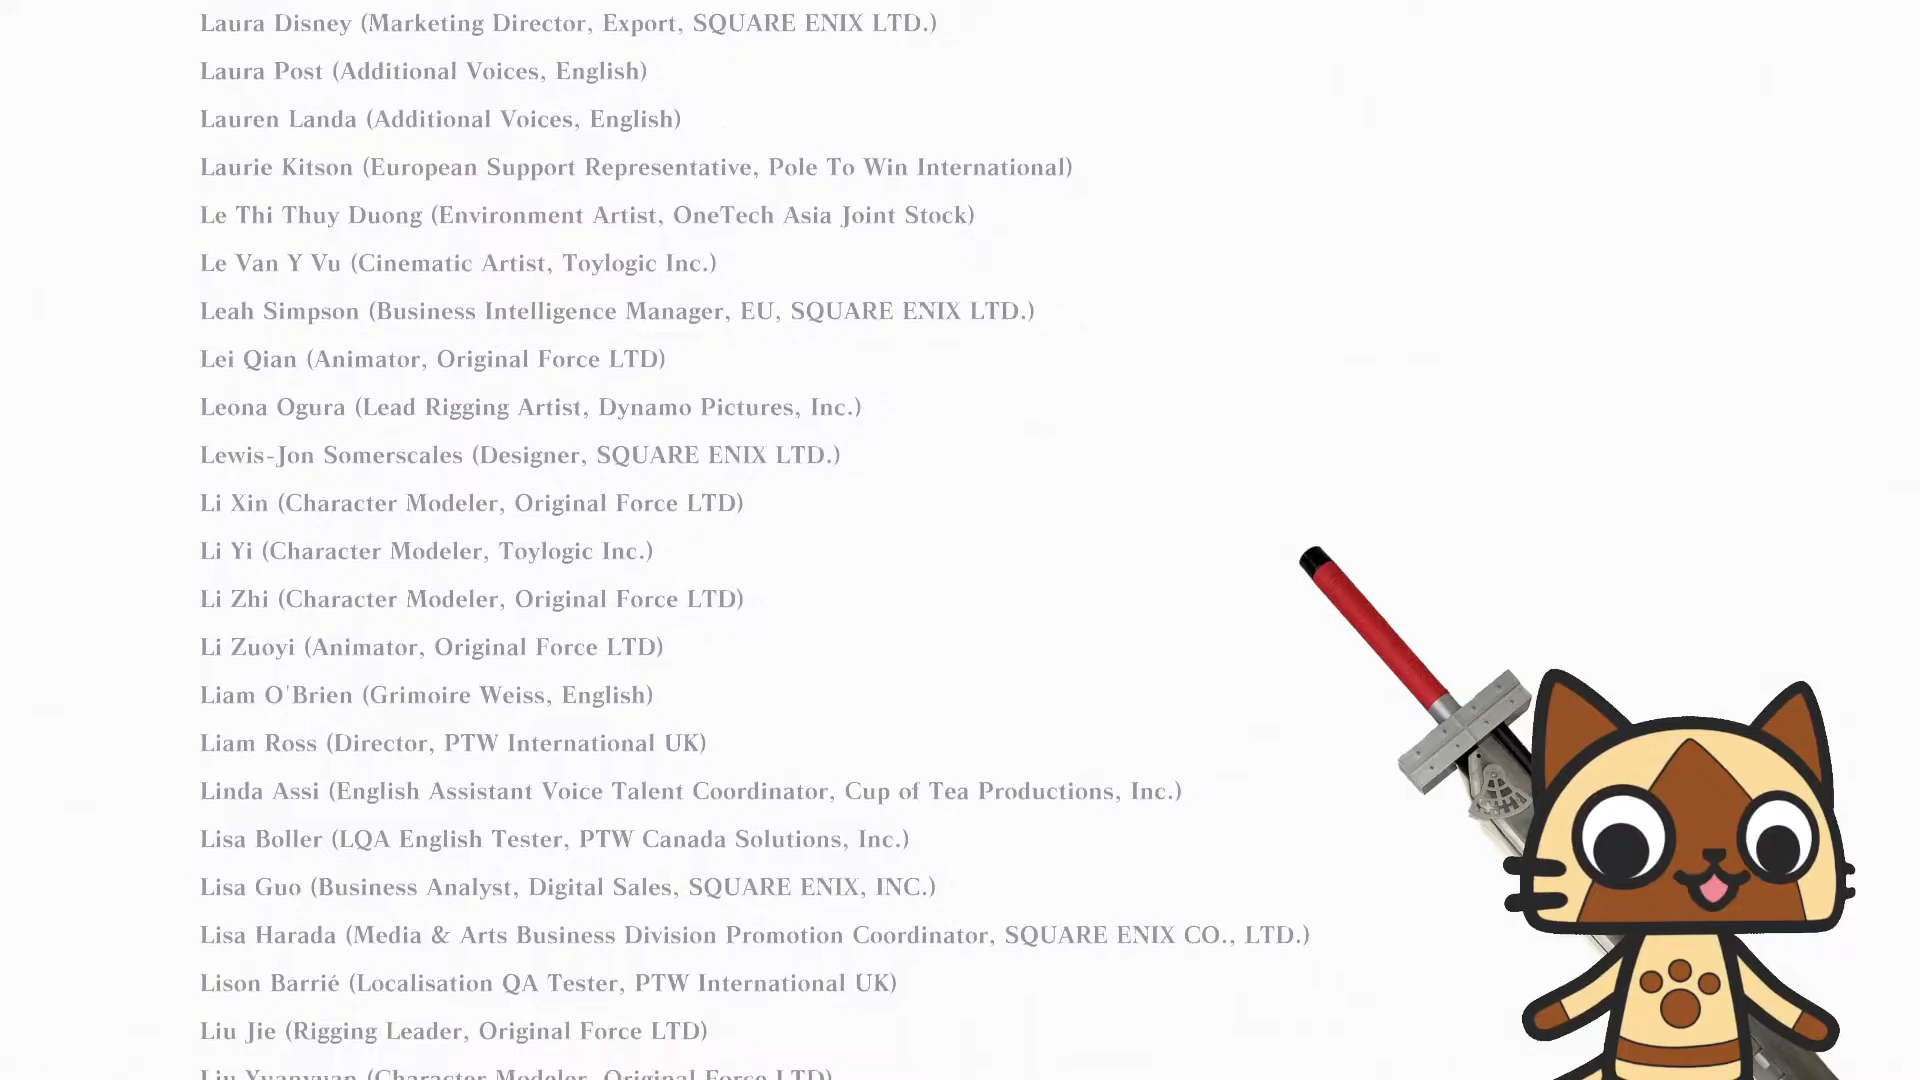 Laura Disney (Marketing Director, Export, SQUARE ENIX LTD.)
Laura Post (Additional Voices, English)
Lauren Landa (Additional Voices, English)
Laurie Kitson (European Support Representative, Pole To Win International)
Le Thi Thuy Duong (Environment Artist, OneTech Asia Joint Stock)
Le Van Y Vu (Cinematic Artist, Toylogic Inc.)
Leah Simpson (Business Intelligence Manager, EU, SQUARE ENIX LTD.)
Lei Qian (Animator, Original Force LTD)
Leona Ogura (Lead Rigging Artist, Dynamo Pictures, Inc.)
Lewis-Jon Somerscales (Designer, SQUARE ENIX LTD.)
Li Xin (Character Modeler, Original Force LTD)
Li Yi (Character Modeler, Toylogic Inc.)
Li Zhi (Character Modeler, Original Force LTD)
Li Zuoyi (Animator, Original Force LTD)
Liam O'Brien (Grimoire Weiss, English)
Liam Ross (Director, PTW International UK)
Linda Assi (English Assistant Voice Talent Coordinator, Cup of Tea Productions, Inc.)
Lisa Boller (LQA English Tester, PTW Canada Solutions, Inc.)
Lisa Guo (Business Analyst, Digital Sales, SQUARE ENIX, INC.)
Lisa Harada (Media & Arts Business Division Promotion Coordinator, SQUARE ENIX CO., LTD.)
Lison Barrié (Localisation QA Tester, PTW International UK)
Liu Jie (Rigging Leader, Original Force LTD)
Liu Yuanyuan (Character Modeler, Original Force LTD)